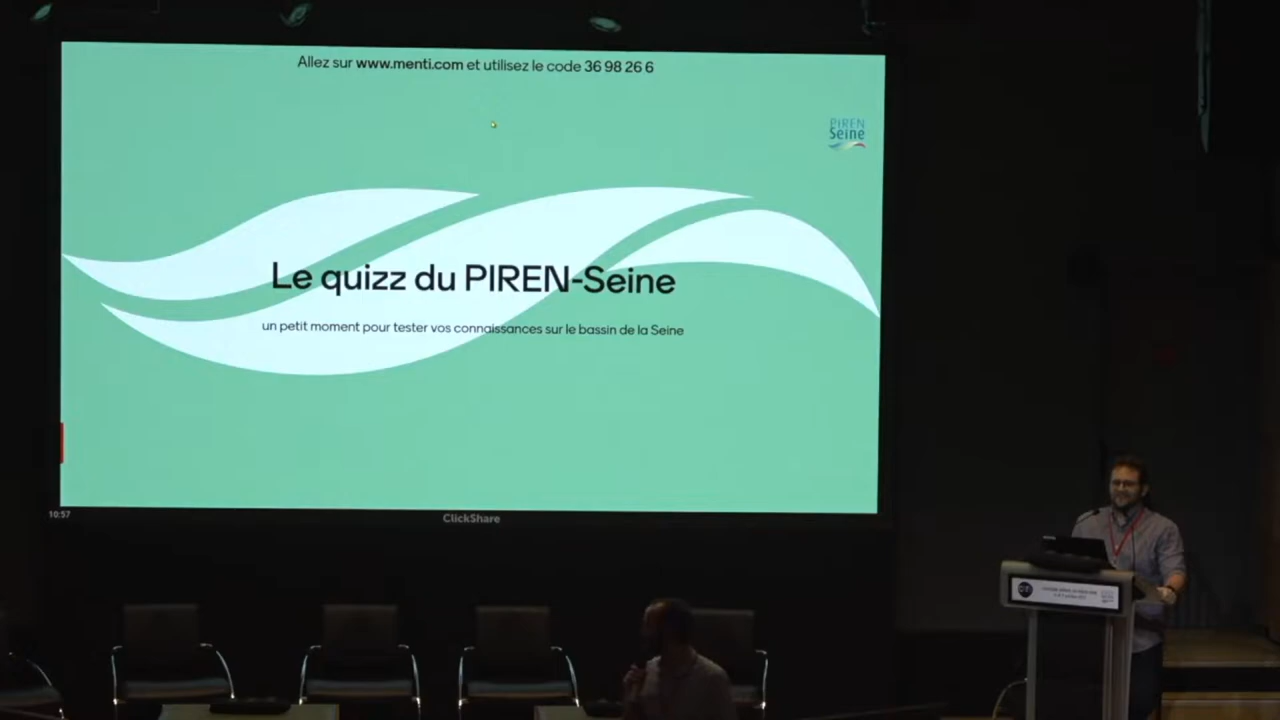 Allez sur www.menti.com et utilisez le code 36 98 26 6
PIREN
Seine
Le quizz du PIREN-Seine
un petit moment pour tester vos connaissances sur le bassin de la Seine
10:57
ClickShare